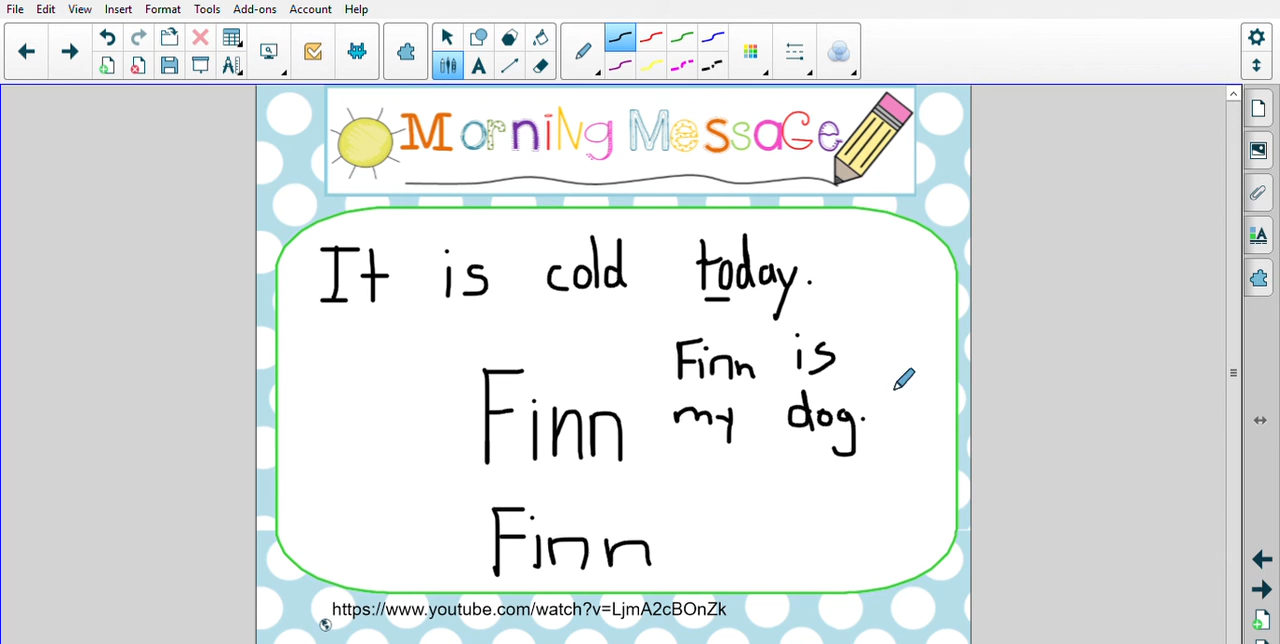 File Edit View Insert Format Tools Add-ons Account Help
Morning Message
It is cold today.
Finn is
my dog.
Finn
Finn
https://www.youtube.com/watch?v=LjmA2cBOnZk